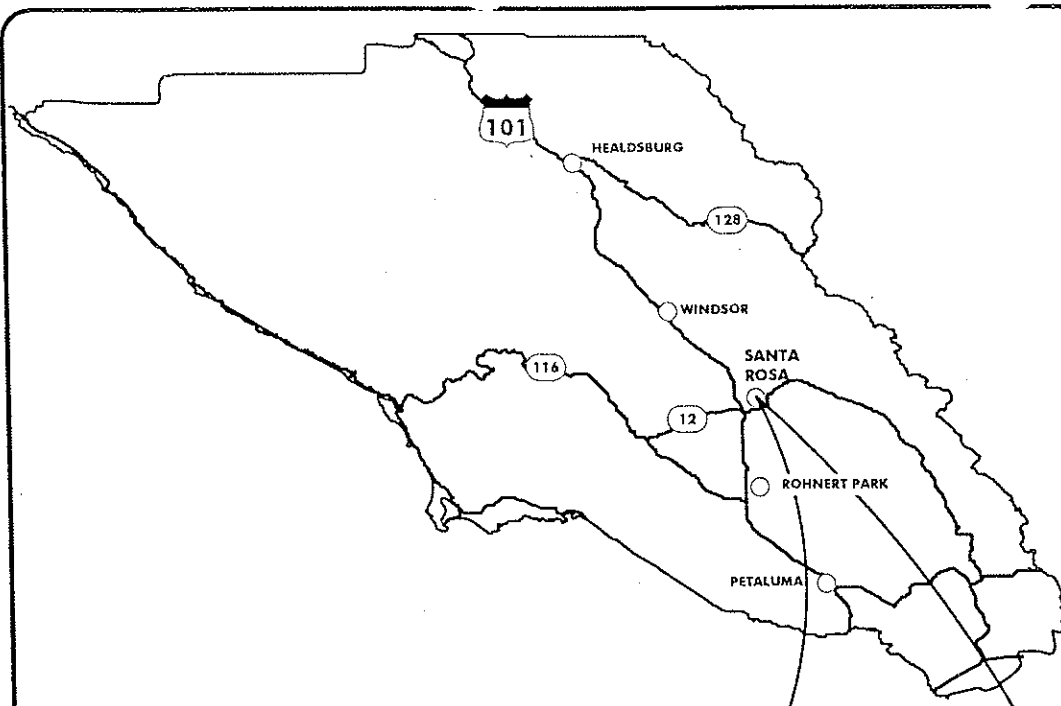 101
HEALDSBURG
128
WINDSOR
SANTA
ROSA
116
12
ROHNERT PARK
PETALUMA